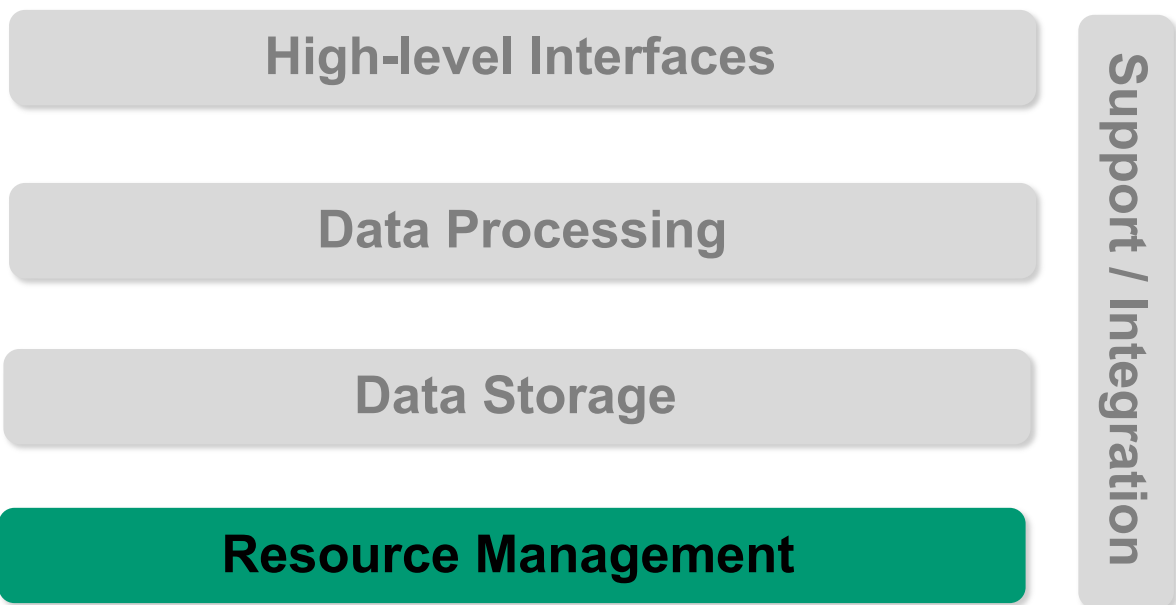 High-level Interfaces
Data Processing
Data Storage
Resource Management
Support / Integration